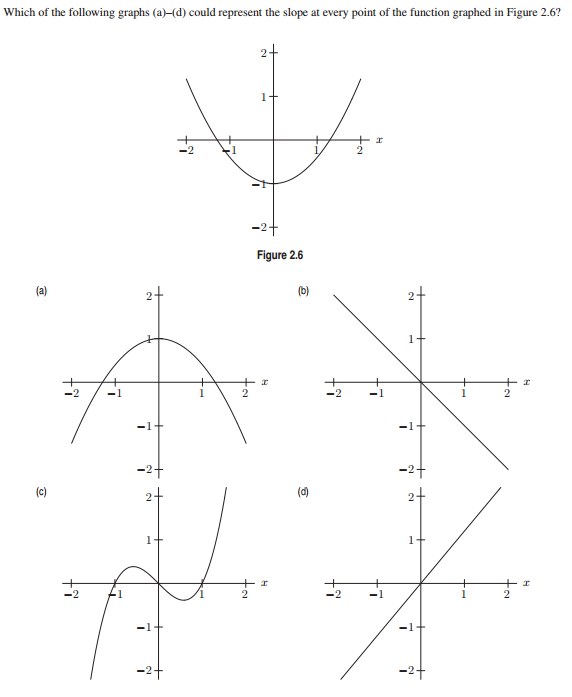 Which of the following graphs (a)–(d) could represent the slope at every point of the function graphed in Figure 2.6?
2
1
x
−2 −1 1 2
−1
−2
Figure 2.6
(a)
2
1
x
−2 −1 1 2
−1
−2
(b)
2
1
x
−2 −1 1 2
−1
−2
(c)
2
1
x
−2 −1 1 2
−1
−2
(d)
2
1
x
−2 −1 1 2
−1
−2